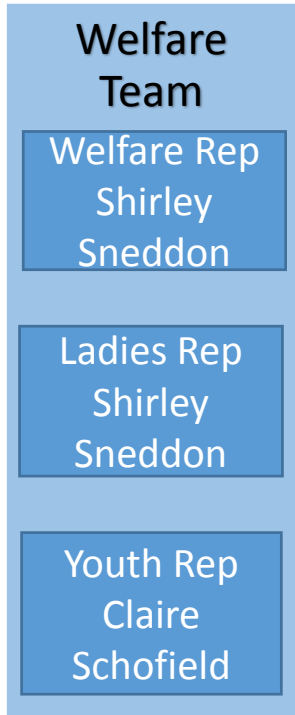 Welfare
Team
Welfare Rep
Shirley
Sneddon
Ladies Rep
Shirley
Sneddon
Youth Rep
Claire
Schofield